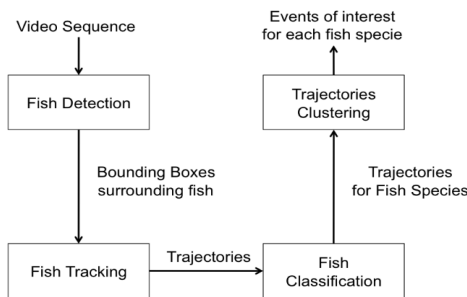 Video Sequence
Fish Detection
Bounding Boxes
surrounding fish
Fish Tracking
Trajectories
Fish
Classification
Trajectories
for Fish Species
Trajectories
Clustering
Events of interest
for each fish specie